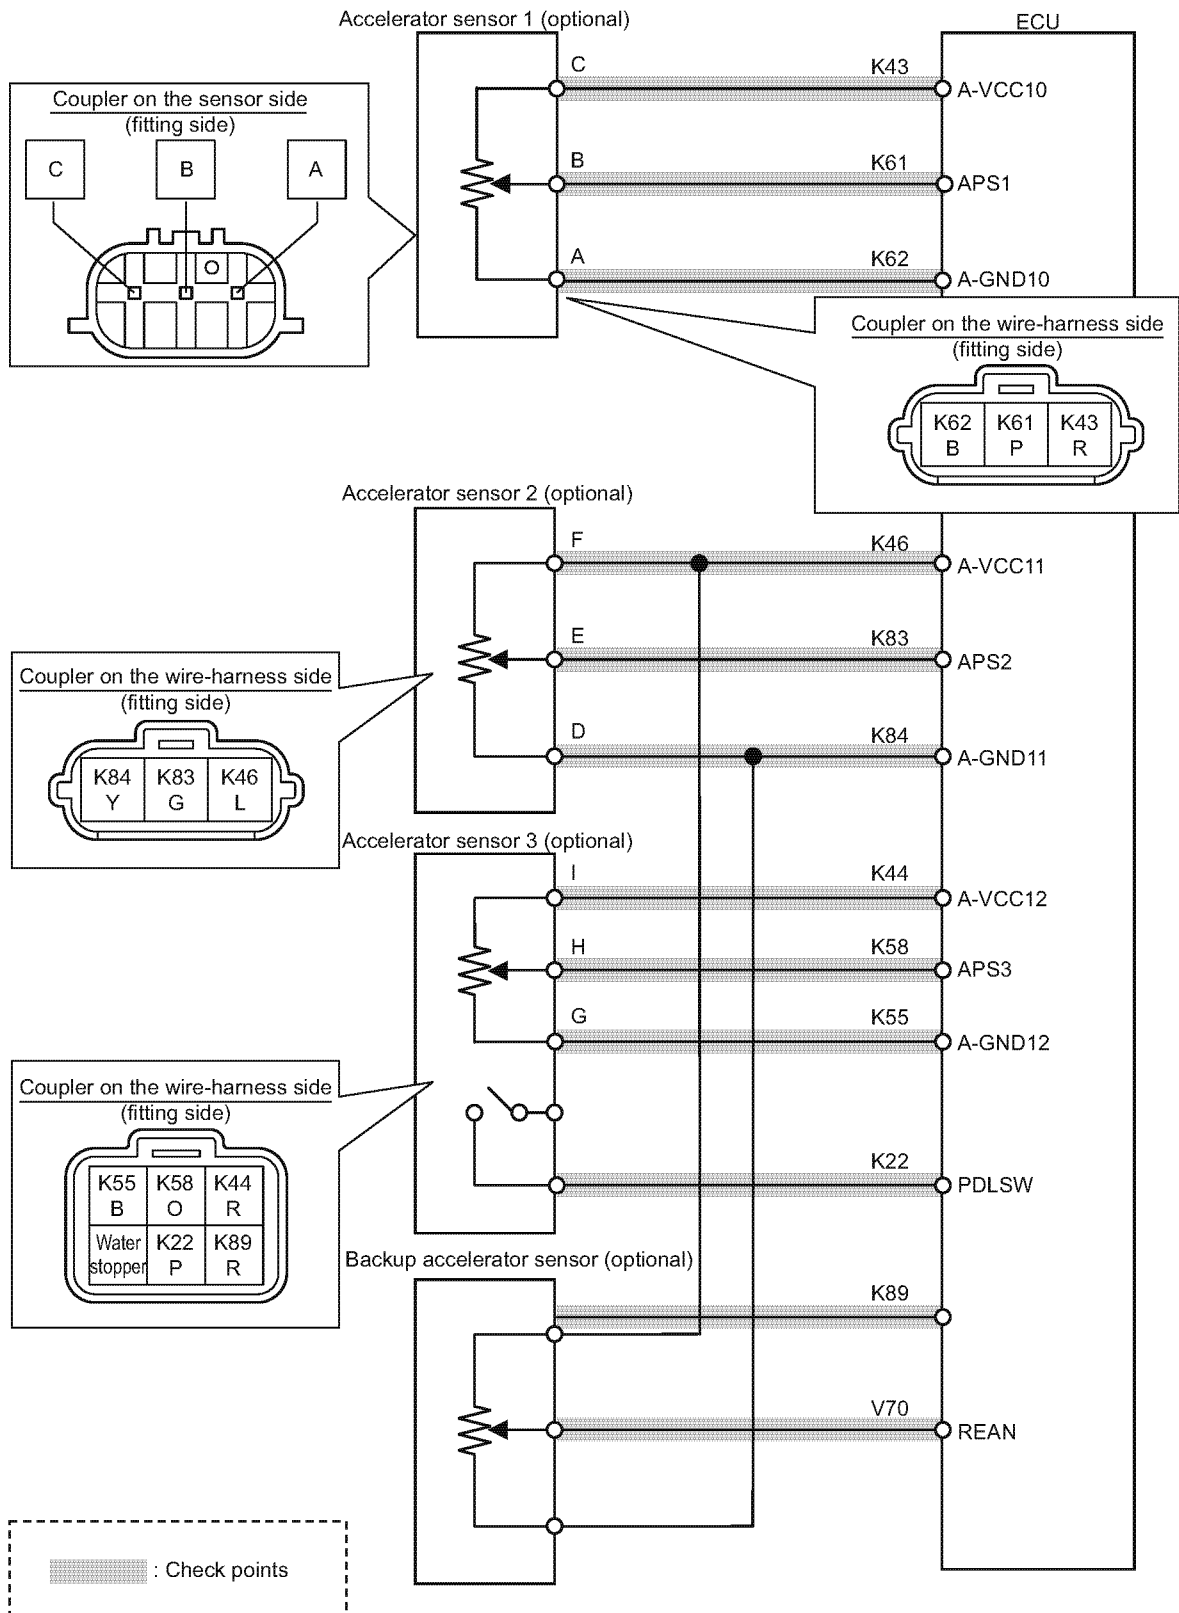 Accelerator sensor 1 (optional)
ECU
Coupler on the sensor side
(fitting side)
C
B
A
C
K43
A-VCC10
B
K61
APS1
A
K62
A-GND10
Coupler on the wire-harness side
(fitting side)
K62
K61
K43
B
P
R
Accelerator sensor 2 (optional)
F
K46
A-VCC11
E
K83
APS2
D
K84
A-GND11
Coupler on the wire-harness side
(fitting side)
K84
K83
K46
Y
G
L
Accelerator sensor 3 (optional)
I
K44
A-VCC12
H
K58
APS3
G
K55
A-GND12
K22
PDLSW
Coupler on the wire-harness side
(fitting side)
K55
K58
K44
B
O
R
Water
stopper
K22
K89
P
R
Backup accelerator sensor (optional)
K89
V70
REAN
: Check points